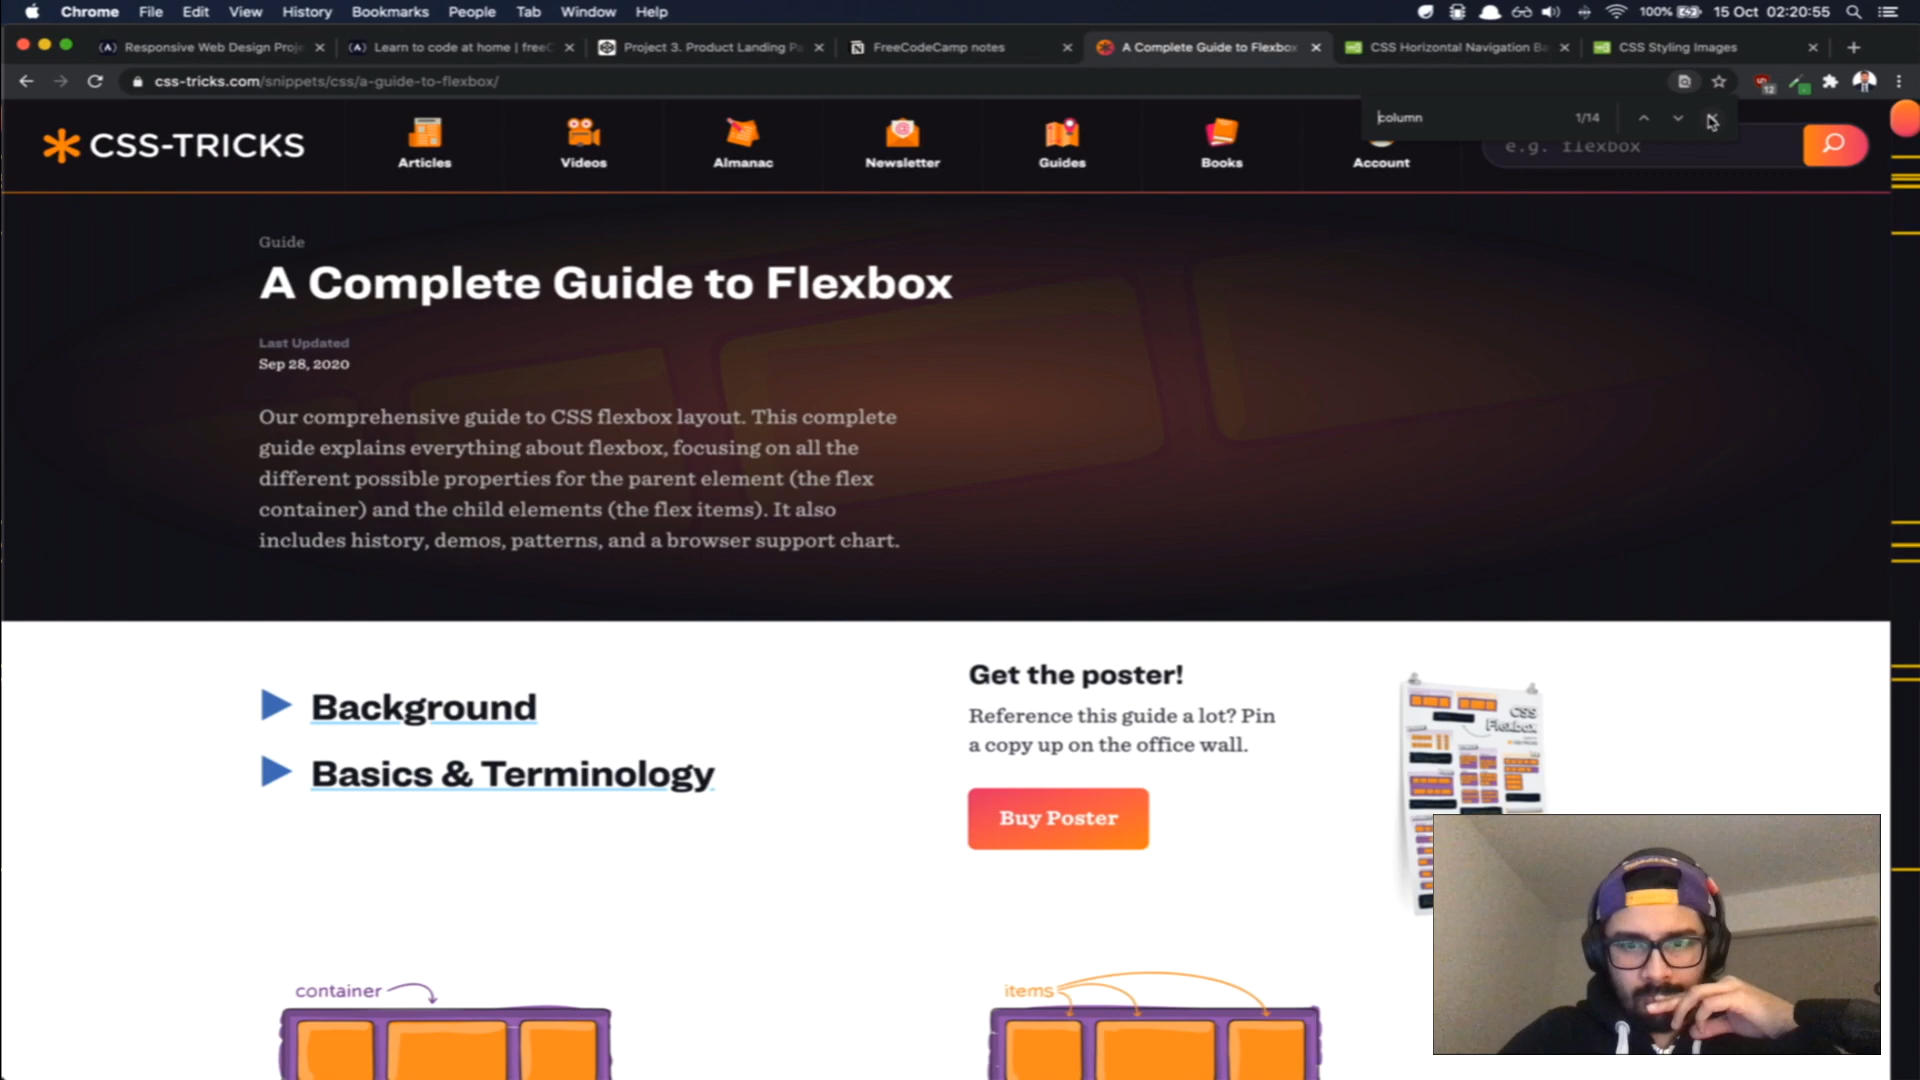 Chrome File Edit View History Bookmarks People Tab Window Help
100% 15 Oct 02:20:55
Responsive Web Design Proje
Learn to code at home | freeC
Project 3. Product Landing Pa
FreeCodeCamp notes
A Complete Guide to Flexbox
CSS Horizontal Navigation Ba
CSS Styling Images
css-tricks.com/snippets/css/a-guide-to-flexbox/
12
column 1/14
CSS-TRICKS
Articles
Videos
Almanac
Newsletter
Guides
Books
Account
e.g. flexbox
Guide
A Complete Guide to Flexbox
Last Updated
Sep 28, 2020
Our comprehensive guide to CSS flexbox layout. This complete
guide explains everything about flexbox, focusing on all the
different possible properties for the parent element (the flex
container) and the child elements (the flex items). It also
includes history, demos, patterns, and a browser support chart.
Background
Basics & Terminology
Get the poster!
Reference this guide a lot? Pin
a copy up on the office wall.
Buy Poster
CSS
Flexbox
container
items